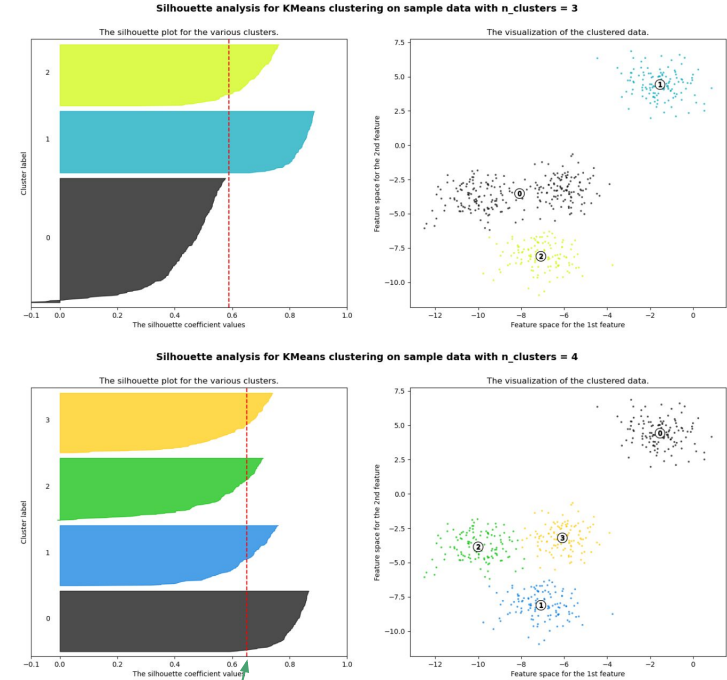 Silhouette analysis for KMeans clustering on sample data with n_clusters = 3
The silhouette plot for the various clusters.
Cluster label
2
1
0
−0.1 0.0 0.2 0.4 0.6 0.8 1.0
The silhouette coefficient values
The visualization of the clustered data.
Feature space for the 2nd feature
7.5
5.0
2.5
0.0
−2.5
−5.0
−7.5
−10.0
1
0
2
−12 −10 −8 −6 −4 −2 0
Feature space for the 1st feature
Silhouette analysis for KMeans clustering on sample data with n_clusters = 4
The silhouette plot for the various clusters.
Cluster label
3
2
1
0
−0.1 0.0 0.2 0.4 0.6 0.8 1.0
The silhouette coefficient values
The visualization of the clustered data.
Feature space for the 2nd feature
7.5
5.0
2.5
0.0
−2.5
−5.0
−7.5
−10.0
0
3
2
1
−12 −10 −8 −6 −4 −2 0
Feature space for the 1st feature